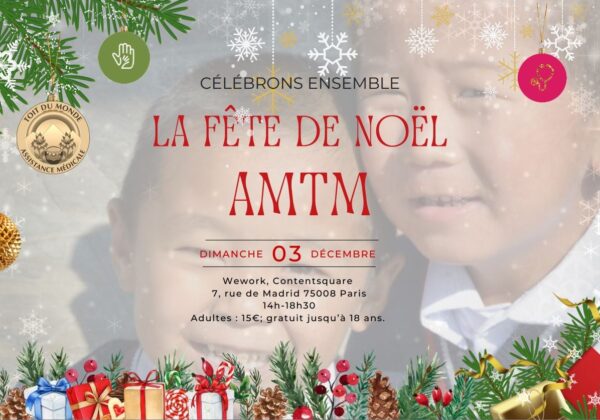 CÉLÉBRONS ENSEMBLE
LA FÊTE DE NOËL
AMTM
TOIT DU MONDE
ASSISTANCE MÉDICALE
DIMANCHE 03 DÉCEMBRE
Wework, Contentsquare
7, rue de Madrid 75008 Paris
14h-18h30
Adultes : 15€; gratuit jusqu'à 18 ans.